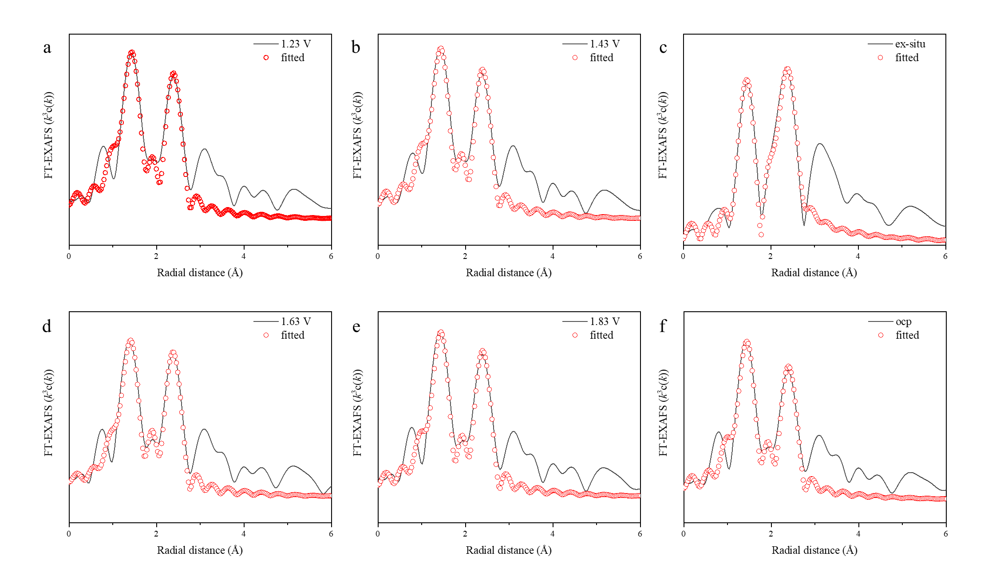 a
1.23 V
fitted
FT-EXAFS (k³c(k))
0 2 4 6
Radial distance (Å)
b
1.43 V
fitted
FT-EXAFS (k³c(k))
0 2 4 6
Radial distance (Å)
c
ex-situ
fitted
FT-EXAFS (k³c(k))
0 2 4 6
Radial distance (Å)
d
1.63 V
fitted
FT-EXAFS (k³c(k))
0 2 4 6
Radial distance (Å)
e
1.83 V
fitted
FT-EXAFS (k³c(k))
0 2 4 6
Radial distance (Å)
f
ocp
fitted
FT-EXAFS (k³c(k))
0 2 4 6
Radial distance (Å)